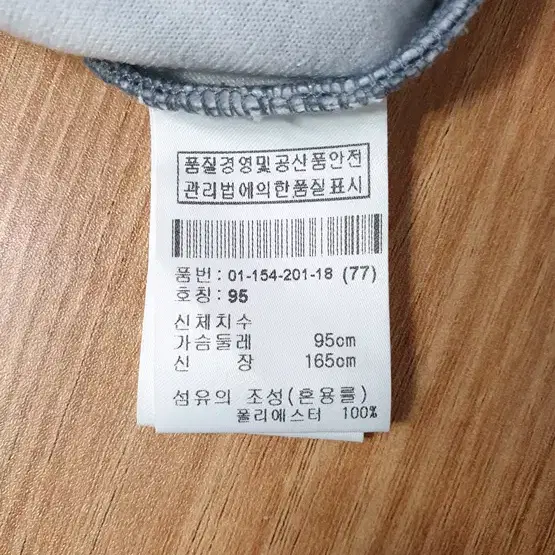 품질경영및공산품안전
관리법에의한품질표시
품번 : 01-154-201-18 (77)
호칭 : 95
신체치수
가슴둘레 95cm
신 장 165cm
섬유의 조성(혼용률)
폴리에스터 100%